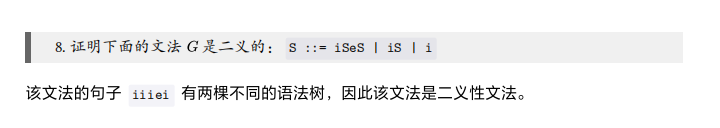 8. 证明下面的文法 G 是二义的： S ::= iSeS | iS | i
该文法的句子 iiiei 有两棵不同的语法树，因此该文法是二义性文法。